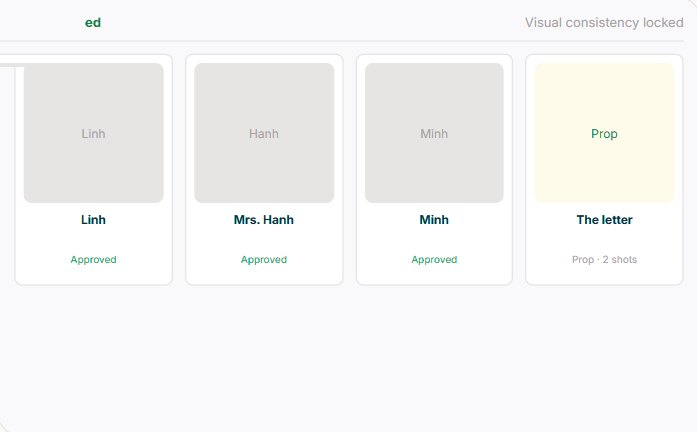 ed
Visual consistency locked
Linh
Hanh
Minh
Prop
Linh
Mrs. Hanh
Minh
The letter
Approved
Approved
Approved
Prop · 2 shots